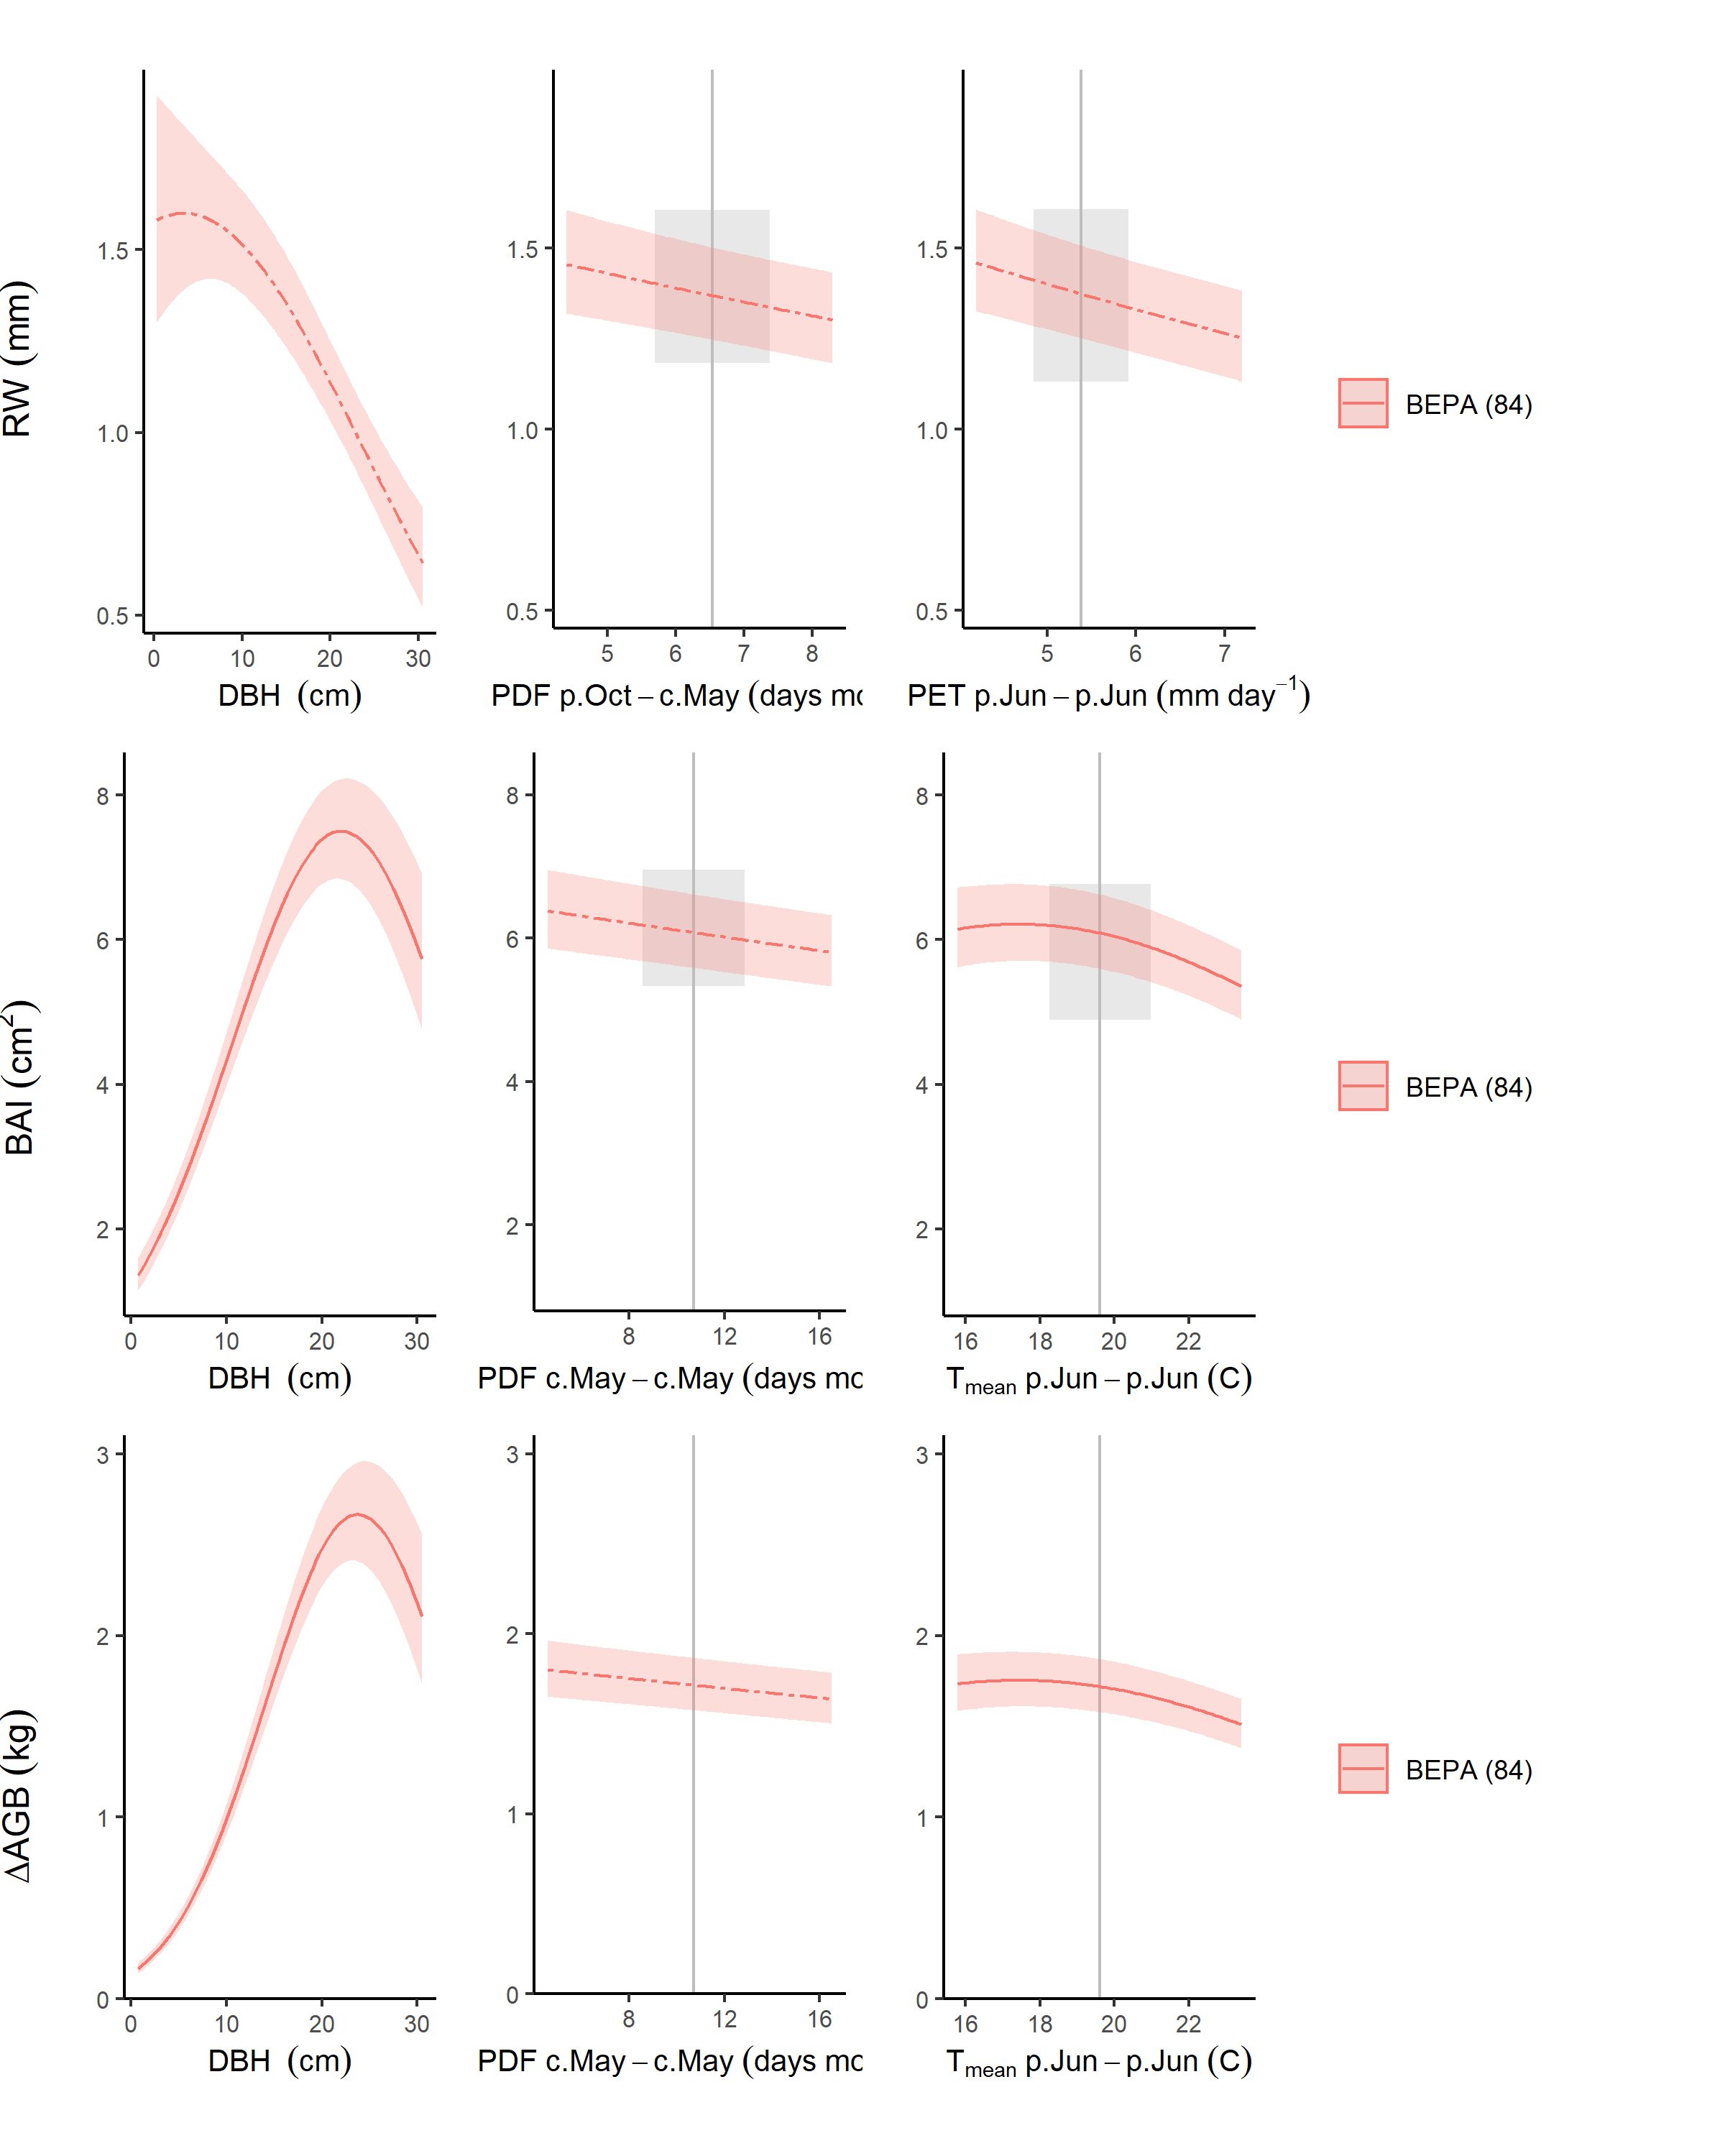 RW (mm)
1.5
1.0
0.5
0 10 20 30
DBH (cm)
1.5
1.0
0.5
5 6 7 8
PDF p.Oct – c.May (days mo
1.5
1.0
0.5
5 6 7
PET p.Jun – p.Jun (mm day⁻¹)
BEPA (84)
BAI (cm²)
8
6
4
2
0 10 20 30
DBH (cm)
8
6
4
2
8 12 16
PDF c.May – c.May (days mo
8
6
4
2
16 18 20 22
Tmean p.Jun – p.Jun (C)
BEPA (84)
ΔAGB (kg)
3
2
1
0
0 10 20 30
DBH (cm)
3
2
1
0
8 12 16
PDF c.May – c.May (days mo
3
2
1
0
16 18 20 22
Tmean p.Jun – p.Jun (C)
BEPA (84)